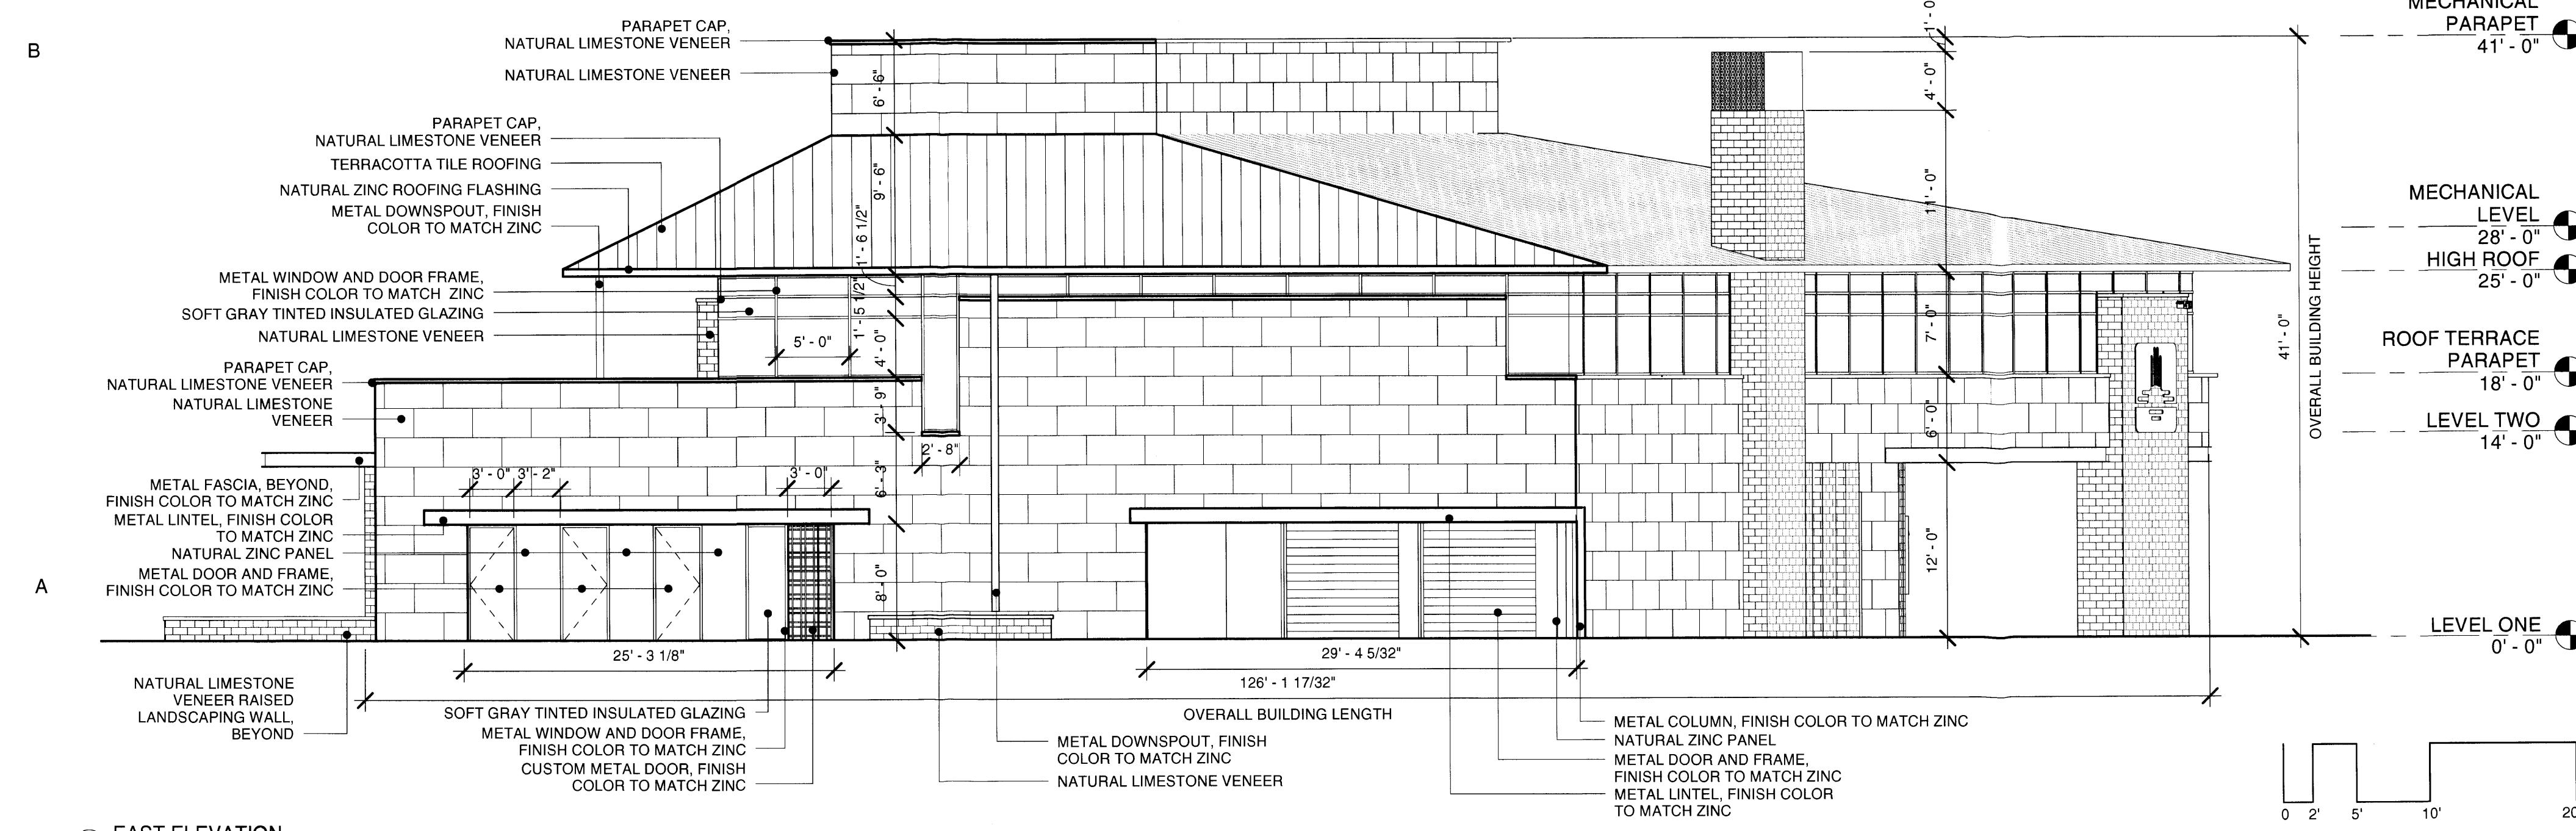 B
PARAPET CAP,
NATURAL LIMESTONE VENEER
NATURAL LIMESTONE VENEER
PARAPET CAP,
NATURAL LIMESTONE VENEER
TERRACOTTA TILE ROOFING
NATURAL ZINC ROOFING FLASHING
METAL DOWNSPOUT, FINISH
COLOR TO MATCH ZINC
METAL WINDOW AND DOOR FRAME,
FINISH COLOR TO MATCH ZINC
SOFT GRAY TINTED INSULATED GLAZING
NATURAL LIMESTONE VENEER
PARAPET CAP,
NATURAL LIMESTONE VENEER
NATURAL LIMESTONE
VENEER
METAL FASCIA, BEYOND,
FINISH COLOR TO MATCH ZINC
METAL LINTEL, FINISH COLOR
TO MATCH ZINC
NATURAL ZINC PANEL
METAL DOOR AND FRAME,
FINISH COLOR TO MATCH ZINC
A
NATURAL LIMESTONE
VENEER RAISED
LANDSCAPING WALL,
BEYOND
6' - 6"
9' - 6"
1' - 6 1/2"
1' - 5 1/2"
4' - 0"
3' - 9"
6' - 3"
8' - 0"
5' - 0"
2' - 8"
3' - 0" 3' - 2"
3' - 0"
25' - 3 1/8"
29' - 4 5/32"
126' - 1 17/32"
OVERALL BUILDING LENGTH
SOFT GRAY TINTED INSULATED GLAZING
METAL WINDOW AND DOOR FRAME,
FINISH COLOR TO MATCH ZINC
CUSTOM METAL DOOR, FINISH
COLOR TO MATCH ZINC
METAL DOWNSPOUT, FINISH
COLOR TO MATCH ZINC
NATURAL LIMESTONE VENEER
METAL COLUMN, FINISH COLOR TO MATCH ZINC
NATURAL ZINC PANEL
METAL DOOR AND FRAME,
FINISH COLOR TO MATCH ZINC
METAL LINTEL, FINISH COLOR
TO MATCH ZINC
1' - 0
4' - 0"
11' - 0"
7' - 0"
6' - 0"
12' - 0"
41' - 0"
OVERALL BUILDING HEIGHT
MECHANICAL
PARAPET
41' - 0"
MECHANICAL
LEVEL
28' - 0"
HIGH ROOF
25' - 0"
ROOF TERRACE
PARAPET
18' - 0"
LEVEL TWO
14' - 0"
LEVEL ONE
0' - 0"
0 2' 5' 10' 20
EAST ELEVATION